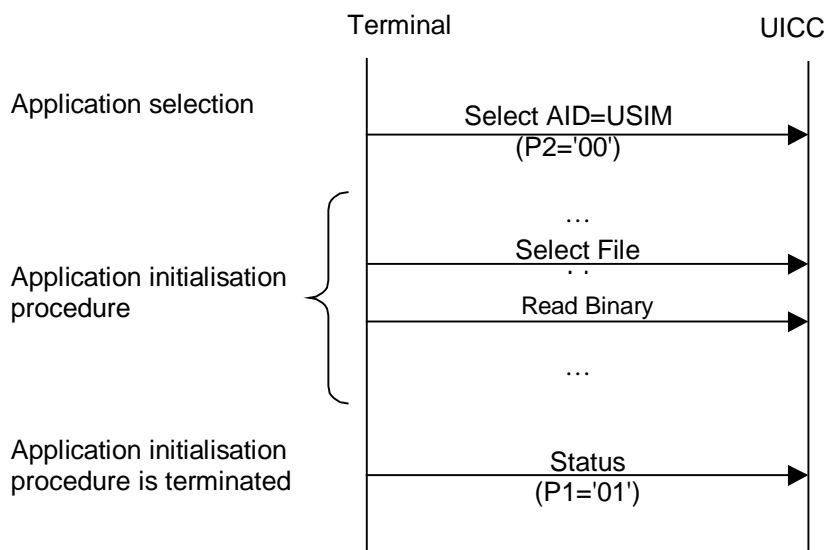 Terminal
UICC
Application selection
Select AID=USIM
(P2='00')
...
Select File
. .
Application initialisation
procedure
Read Binary
...
Application initialisation
procedure is terminated
Status
(P1='01')